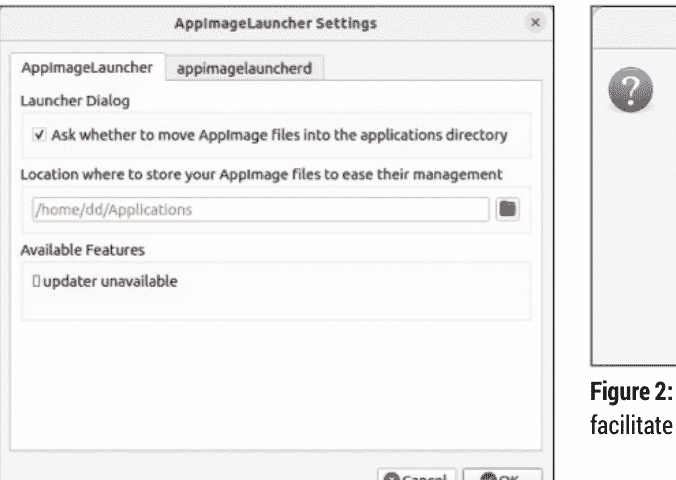 AppImageLauncher Settings
AppImageLauncher appimagelauncherd
Launcher Dialog
Ask whether to move AppImage files into the applications directory
Location where to store your AppImage files to ease their management
/home/dd/Applications
Available Features
updater unavailable
Cancel OK
?
Figure 2:
facilitate